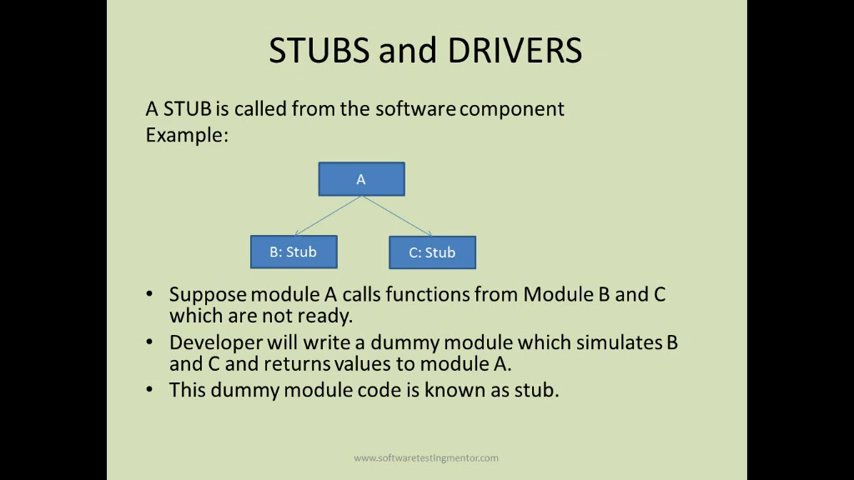 STUBS and DRIVERS
A STUB is called from the software component
Example:
A
B: Stub
C: Stub
• Suppose module A calls functions from Module B and C
which are not ready.
• Developer will write a dummy module which simulates B
and C and returns values to module A.
• This dummy module code is known as stub.
www.softwaretestingmentor.com